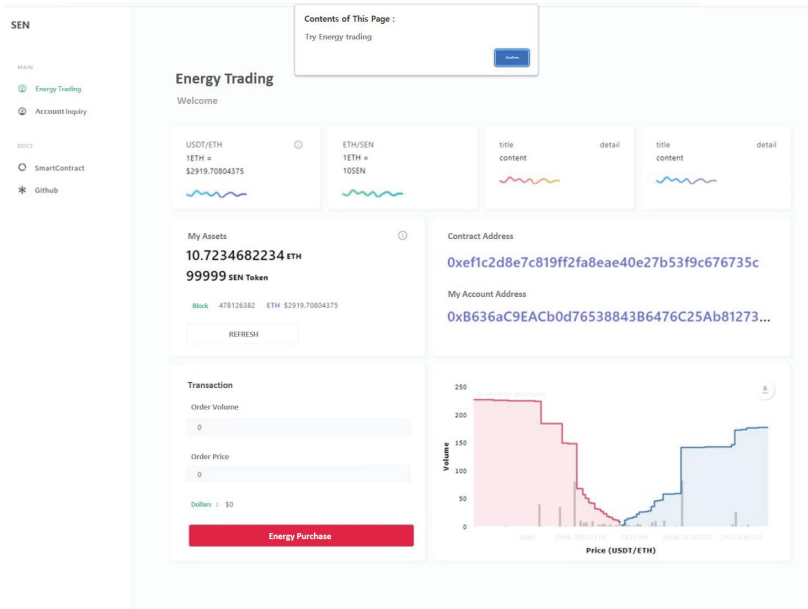 SEN
Contents of This Page :
Try Energy trading
Confirm
MAIN
Energy Trading
Account Inquiry
DOCS
SmartContract
Github
Energy Trading
Welcome
USDT/ETH
1ETH =
$2919.70804375
ETH/SEN
1ETH =
10SEN
title detail
content
title detail
content
My Assets
10.7234682234 ETH
99999 SEN Token
Block 478126382 ETH $2919.70804375
REFRESH
Contract Address
0xef1c2d8e7c819ff2fa8eae40e27b53f9c676735c
My Account Address
0xB636aC9EACb0d76538843B6476C25Ab81273...
Transaction
Order Volume
0
Order Price
0
Dollars : $0
Energy Purchase
250
200
150
100
50
0
Volume
Price (USDT/ETH)